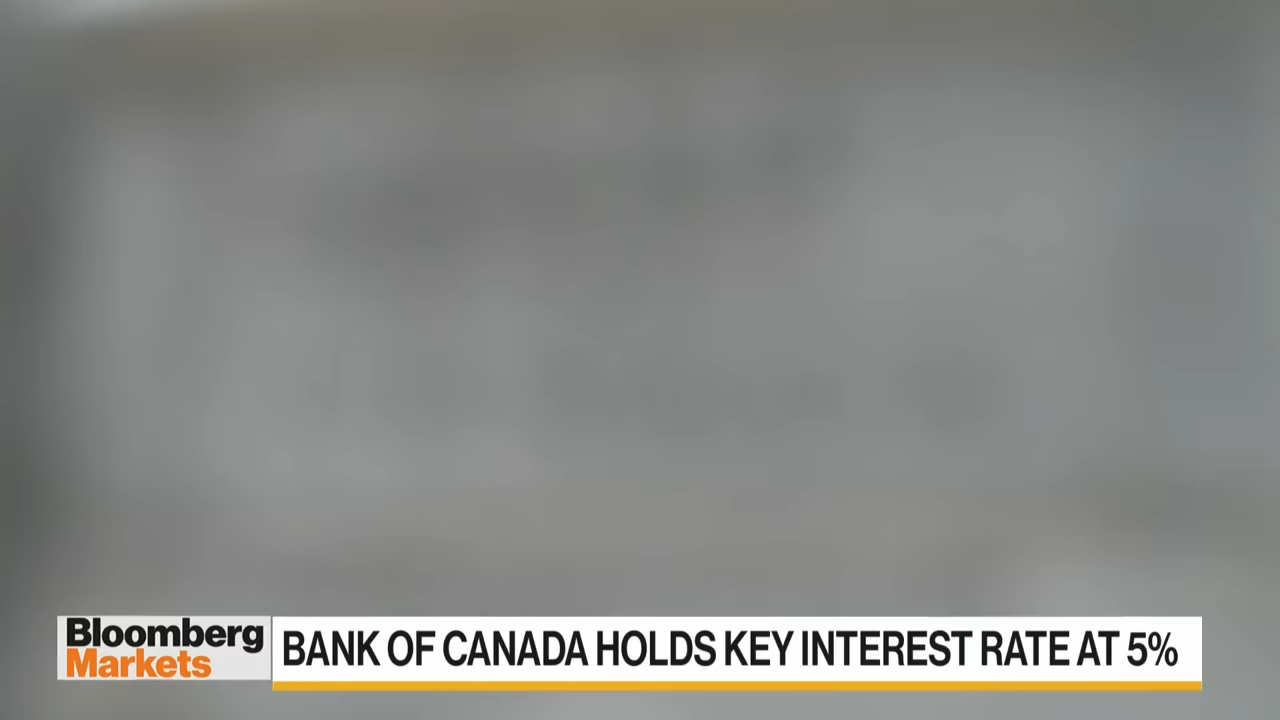 Bloomberg
Markets
BANK OF CANADA HOLDS KEY INTEREST RATE AT 5%